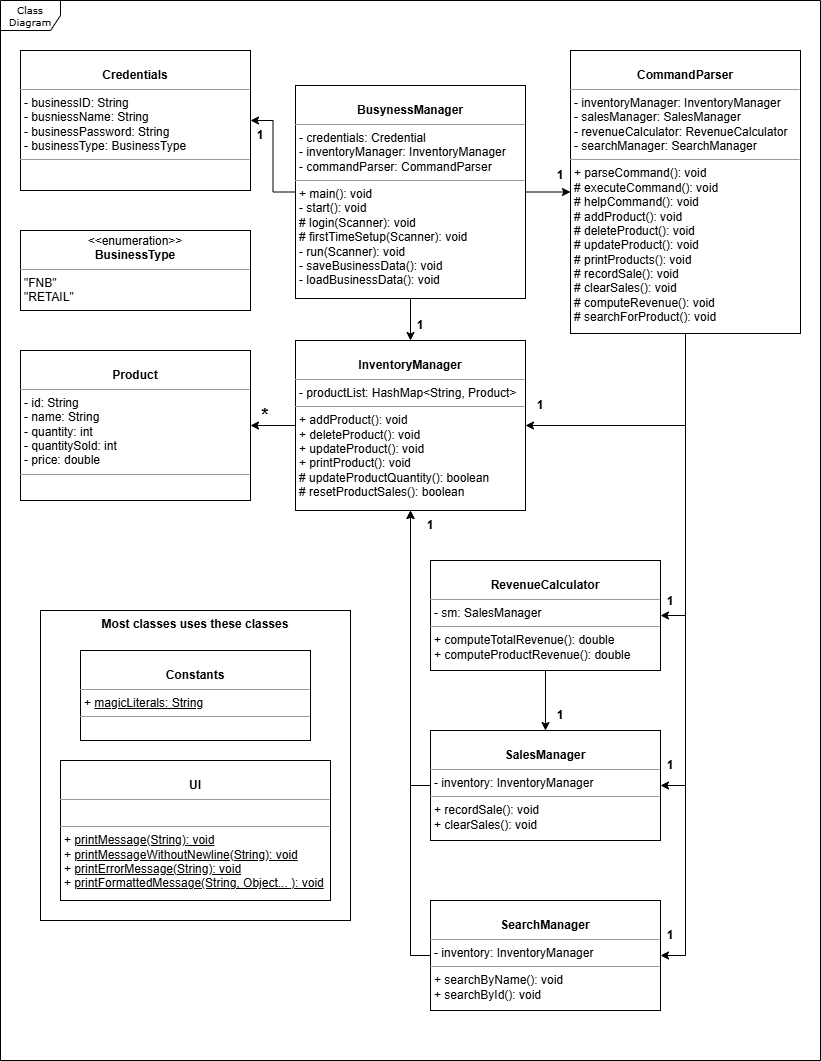 Class
Diagram
Credentials
- businessID: String
- busniessName: String
- businessPassword: String
- businessType: BusinessType
1
BusynessManager
- credentials: Credential
- inventoryManager: InventoryManager
- commandParser: CommandParser
+ main(): void
- start(): void
# login(Scanner): void
# firstTimeSetup(Scanner): void
- run(Scanner): void
- saveBusinessData(): void
- loadBusinessData(): void
1
CommandParser
- inventoryManager: InventoryManager
- salesManager: SalesManager
- revenueCalculator: RevenueCalculator
- searchManager: SearchManager
+ parseCommand(): void
# executeCommand(): void
# helpCommand(): void
# addProduct(): void
# deleteProduct(): void
# updateProduct(): void
# printProducts(): void
# recordSale(): void
# clearSales(): void
# computeRevenue(): void
# searchForProduct(): void
<<enumeration>>
BusinessType
"FNB"
"RETAIL"
1
Product
- id: String
- name: String
- quantity: int
- quantitySold: int
- price: double
*
InventoryManager
- productList: HashMap<String, Product>
+ addProduct(): void
+ deleteProduct(): void
+ updateProduct(): void
+ printProduct(): void
# updateProductQuantity(): boolean
# resetProductSales(): boolean
1
1
RevenueCalculator
- sm: SalesManager
+ computeTotalRevenue(): double
+ computeProductRevenue(): double
1
Most classes uses these classes
Constants
+ magicLiterals: String
UI
+ printMessage(String): void
+ printMessageWithoutNewline(String): void
+ printErrorMessage(String): void
+ printFormattedMessage(String, Object... ): void
1
SalesManager
- inventory: InventoryManager
+ recordSale(): void
+ clearSales(): void
1
SearchManager
- inventory: InventoryManager
+ searchByName(): void
+ searchById(): void
1